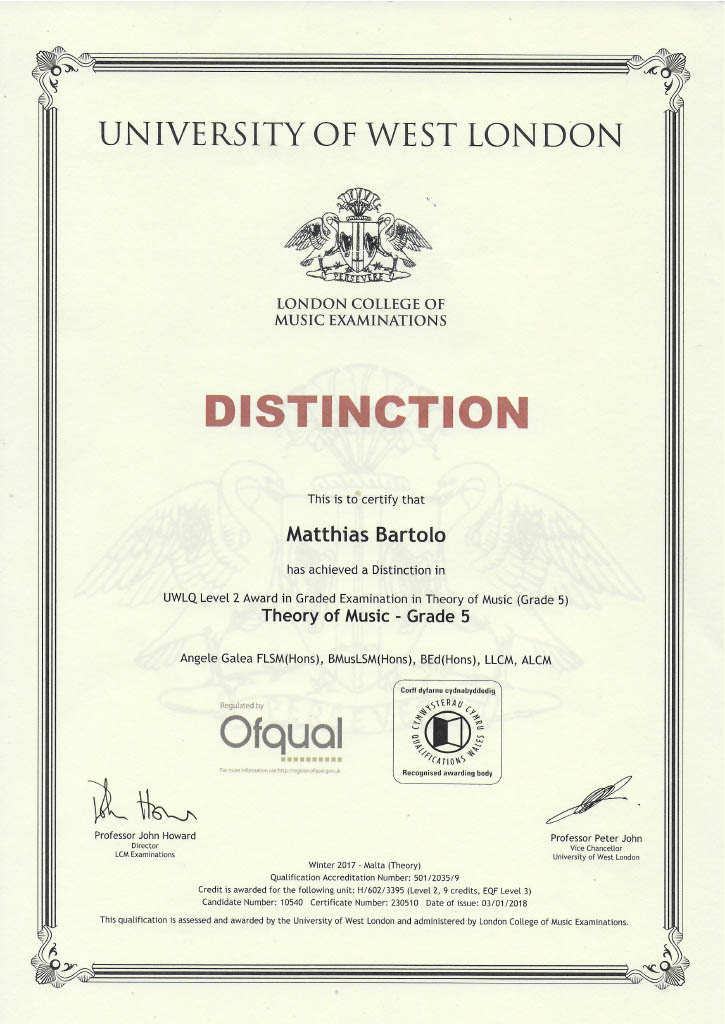 UNIVERSITY OF WEST LONDON
PERSEVERE
LONDON COLLEGE OF
MUSIC EXAMINATIONS
DISTINCTION
This is to certify that
Matthias Bartolo
has achieved a Distinction in
UWLQ Level 2 Award in Graded Examination in Theory of Music (Grade 5)
Theory of Music - Grade 5
Angele Galea FLSM(Hons), BMusLSM(Hons), BEd(Hons), LLCM, ALCM
Regulated by
Ofqual
For more information see http://register.ofqual.gov.uk
Corff dyfarnu cydnabyddedig
CYMWYSTERAU CYMRU
QUALIFICATIONS WALES
Recognised awarding body
John Howard
Professor John Howard
Director
LCM Examinations
Professor Peter John
Vice Chancellor
University of West London
Winter 2017 - Malta (Theory)
Qualification Accreditation Number: 501/2035/9
Credit is awarded for the following unit: H/602/3395 (Level 2, 9 credits, EQF Level 3)
Candidate Number: 10540 Certificate Number: 230510 Date of issue: 03/01/2018
This qualification is assessed and awarded by the University of West London and administered by London College of Music Examinations.